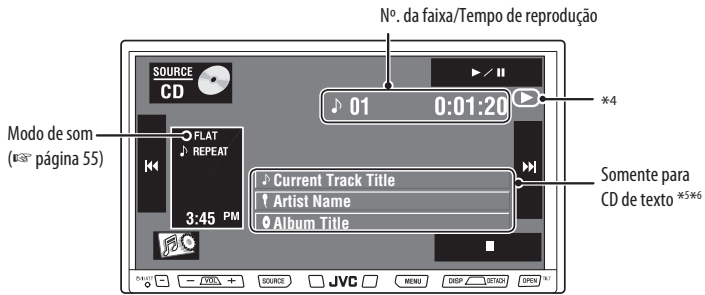 Nº. da faixa/Tempo de reprodução
SOURCE
CD
♪ 01 0:01:20
*4
Modo de som
(☞ página 55)
FLAT
♪ REPEAT
Current Track Title
Artist Name
Album Title
Somente para
CD de texto *5*6
3:45 PM
– VOL +
SOURCE
JVC
MENU
DISP
DETACH
OPEN
TILT